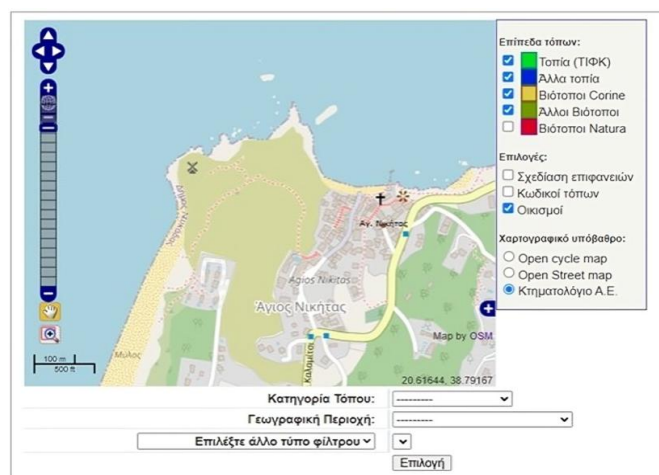 Επίπεδα τόπων:
Τοπία (ΤΙΦΚ)
Άλλα τοπία
Βιότοποι Corine
Άλλοι Βιότοποι
Βιότοποι Natura
Επιλογές:
Σχεδίαση επιφανειών
Κωδικοί τόπων
Οικισμοί
Χαρτογραφικό υπόβαθρο:
Open cycle map
Open Street map
Κτηματολόγιο Α.Ε.
Αγ. Νικήτας
Agios Nikitas
Άγιος Νικήτας
Μύλος
Καλαμίτσι
Map by OSM
100 m
500 ft
20.61644, 38.79167
Κατηγορία Τόπου:
---------
Γεωγραφική Περιοχή:
---------
Επιλέξτε άλλο τύπο φίλτρου
Επιλογή